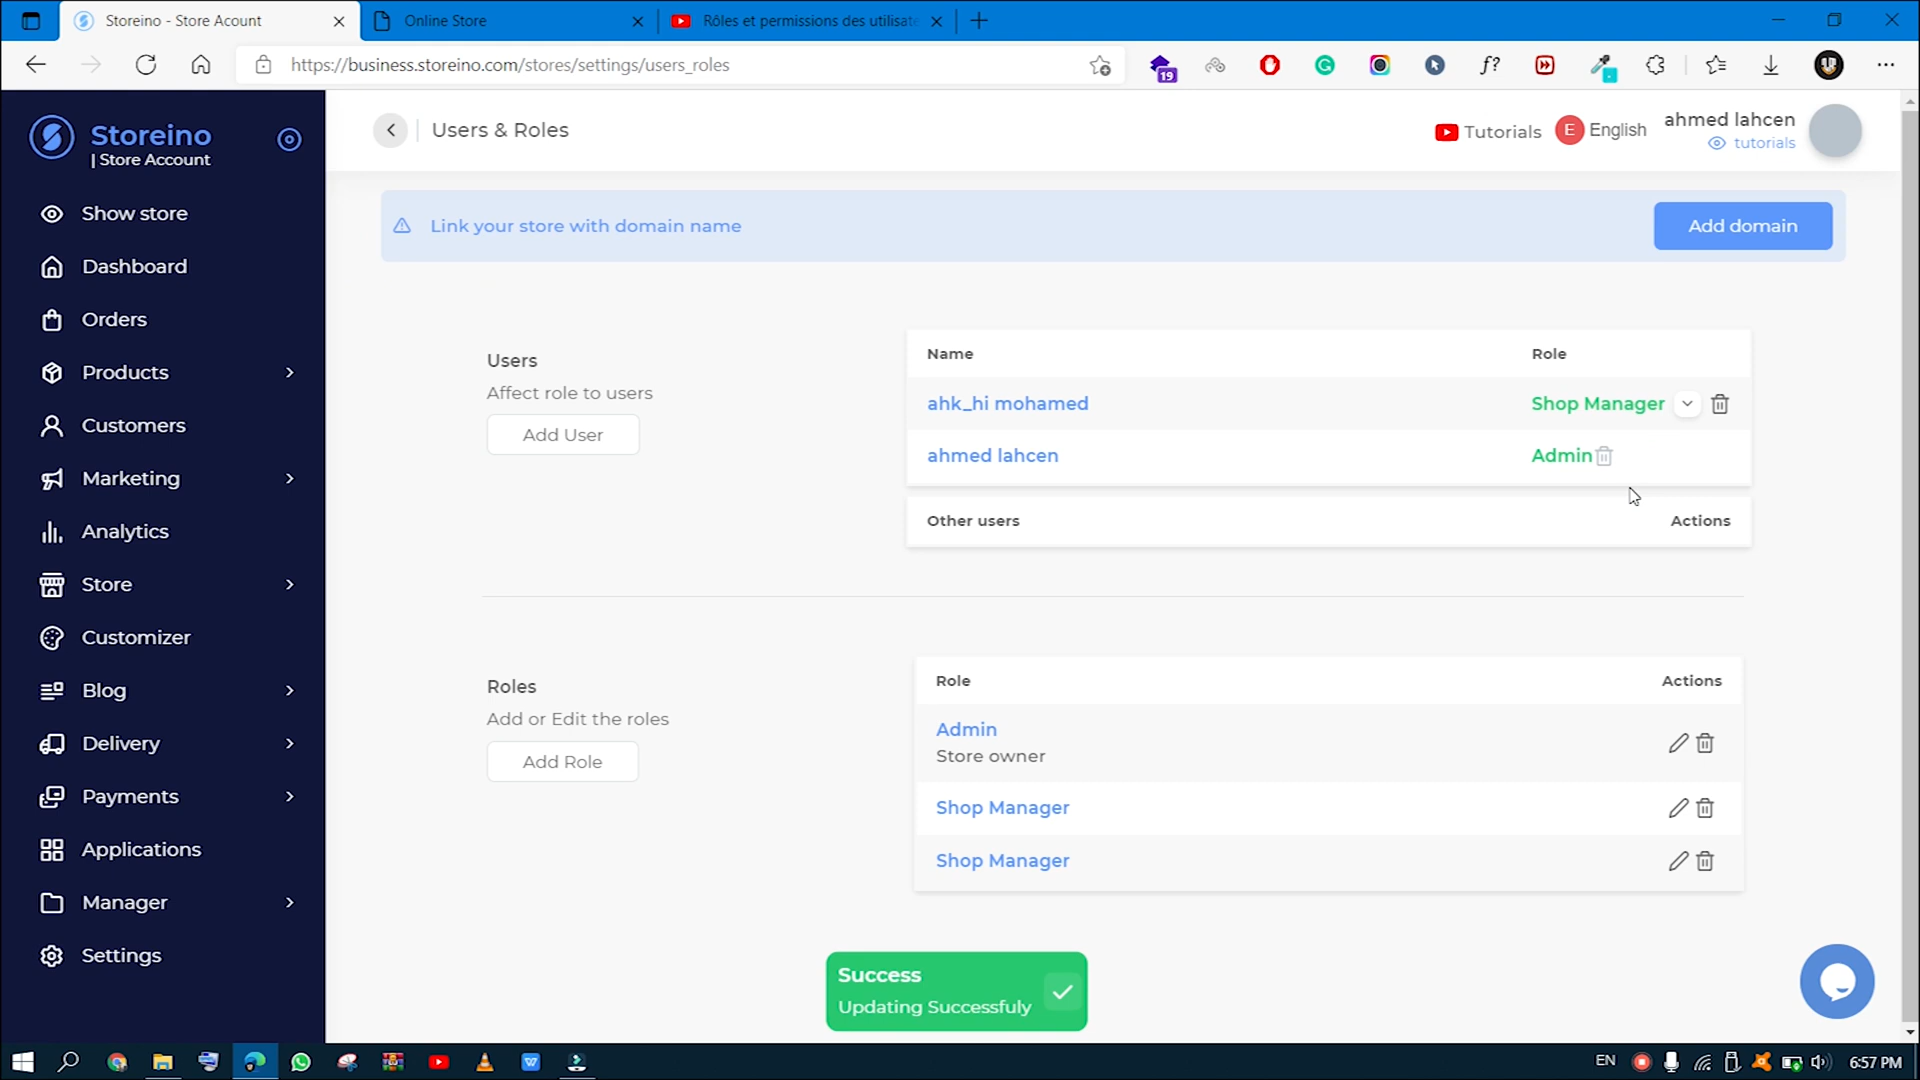 Storeino - Store Acount
Online Store
Rôles et permissions des utilisate
https://business.storeino.com/stores/settings/users_roles
19
f?
Storeino
| Store Account
Show store
Dashboard
Orders
Products
Customers
Marketing
Analytics
Store
Customizer
Blog
Delivery
Payments
Applications
Manager
Settings
Users & Roles
Tutorials
E English
ahmed lahcen
tutorials
Link your store with domain name
Add domain
Users
Affect role to users
Add User
Name Role
ahk_hi mohamed Shop Manager
ahmed lahcen Admin
Other users Actions
Roles
Add or Edit the roles
Add Role
Role Actions
Admin
Store owner
Shop Manager
Shop Manager
Success
Updating Successfuly
EN
6:57 PM